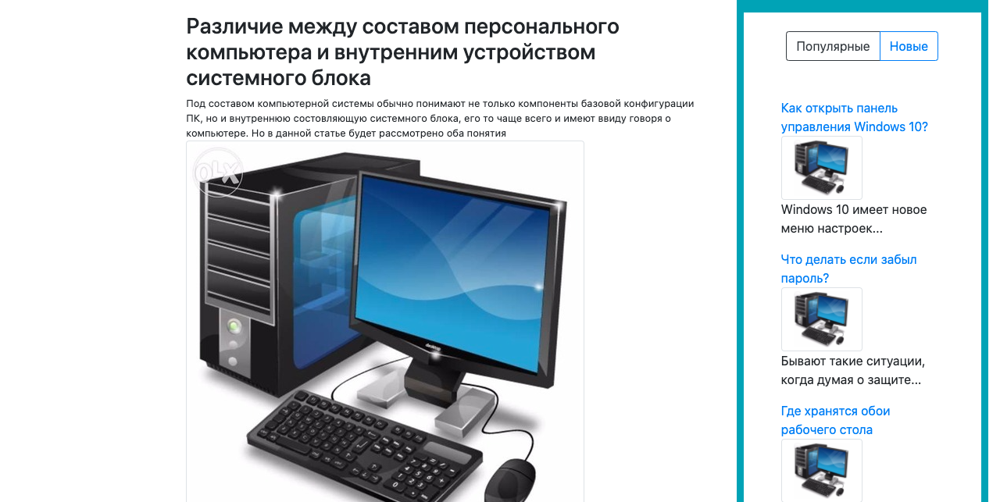 Различие между составом персонального
компьютера и внутренним устройством
системного блока
Под составом компьютерной системы обычно понимают не только компоненты базовой конфигурации
ПК, но и внутреннюю состовляющую системного блока, его то чаще всего и имеют ввиду говоря о
компьютере. Но в данной статье будет рассмотрено оба понятия
OLX
desktop
Популярные
Новые
Как открыть панель
управления Windows 10?
Windows 10 имеет новое
меню настроек...
Что делать если забыл
пароль?
Бывают такие ситуации,
когда думая о защите...
Где хранятся обои
рабочего стола